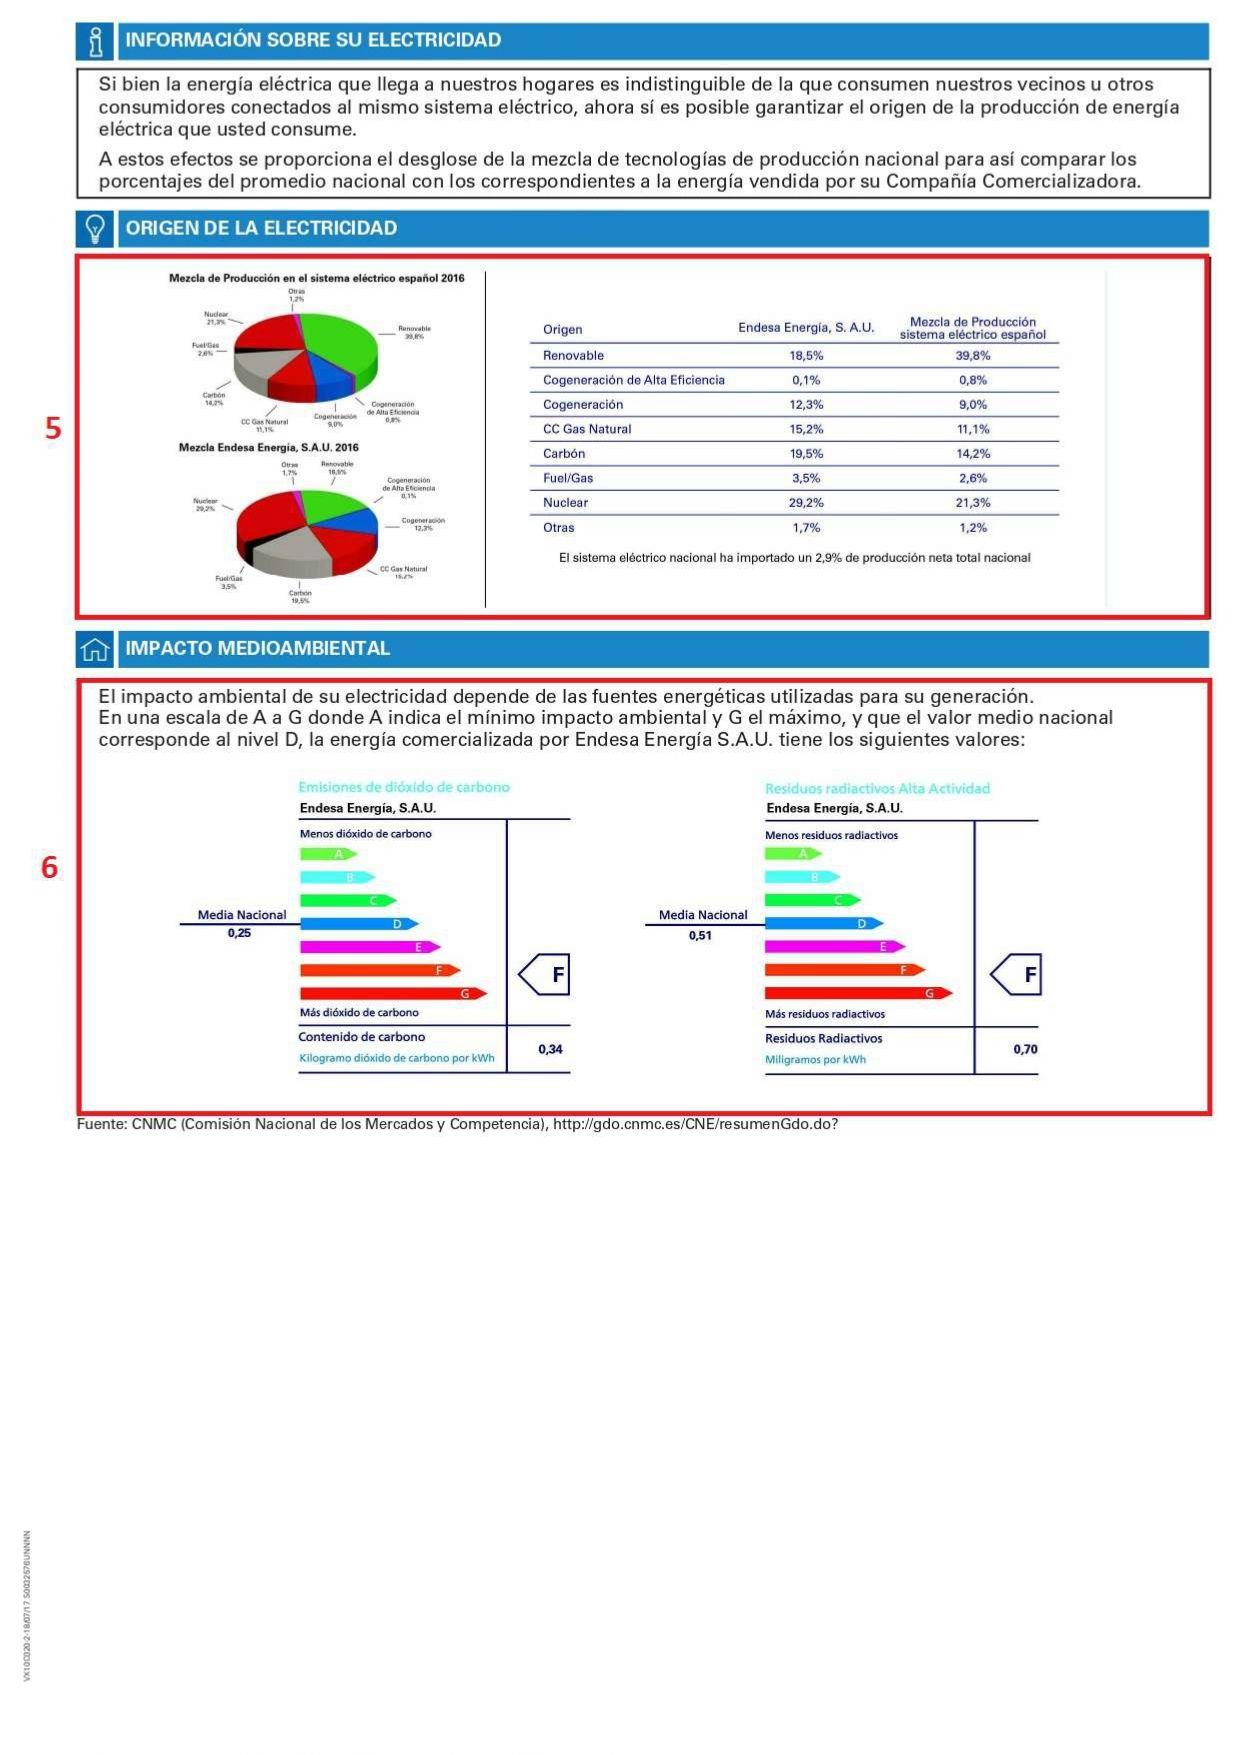 INFORMACIÓN SOBRE SU ELECTRICIDAD
Si bien la energía eléctrica que llega a nuestros hogares es indistinguible de la que consumen nuestros vecinos u otros
consumidores conectados al mismo sistema eléctrico, ahora sí es posible garantizar el origen de la producción de energía
eléctrica que usted consume.
A estos efectos se proporciona el desglose de la mezcla de tecnologías de producción nacional para así comparar los
porcentajes del promedio nacional con los correspondientes a la energía vendida por su Compañía Comercializadora.
ORIGEN DE LA ELECTRICIDAD
5
Mezcla de Producción en el sistema eléctrico español 2016
Otras
1,2%
Nuclear
21,3%
Renovable
39,8%
Fuel/Gas
2,6%
Carbón
14,2%
CC Gas Natural
11,1%
Cogeneración
9,0%
Cogeneración
de Alta Eficiencia
0,8%
Mezcla Endesa Energía, S.A.U. 2016
Otras
1,7%
Renovable
18,5%
Cogeneración
de Alta Eficiencia
0,1%
Nuclear
29,2%
Cogeneración
12,3%
CC Gas Natural
15,2%
Fuel/Gas
3,5%
Carbón
19,5%
Origen Endesa Energía, S. A.U. Mezcla de Producción
sistema eléctrico español
Renovable 18,5% 39,8%
Cogeneración de Alta Eficiencia 0,1% 0,8%
Cogeneración 12,3% 9,0%
CC Gas Natural 15,2% 11,1%
Carbón 19,5% 14,2%
Fuel/Gas 3,5% 2,6%
Nuclear 29,2% 21,3%
Otras 1,7% 1,2%
El sistema eléctrico nacional ha importado un 2,9% de producción neta total nacional
IMPACTO MEDIOAMBIENTAL
6
El impacto ambiental de su electricidad depende de las fuentes energéticas utilizadas para su generación.
En una escala de A a G donde A indica el mínimo impacto ambiental y G el máximo, y que el valor medio nacional
corresponde al nivel D, la energía comercializada por Endesa Energía S.A.U. tiene los siguientes valores:
Emisiones de dióxido de carbono
Endesa Energía, S.A.U.
Menos dióxido de carbono
A
B
C
Media Nacional
0,25
D
E
F
F
G
Más dióxido de carbono
Contenido de carbono
Kilogramo dióxido de carbono por kWh
0,34
Residuos radiactivos Alta Actividad
Endesa Energía, S.A.U.
Menos residuos radiactivos
A
B
C
Media Nacional
0,51
D
E
F
F
G
Más residuos radiactivos
Residuos Radiactivos
Miligramos por kWh
0,70
Fuente: CNMC (Comisión Nacional de los Mercados y Competencia), http://gdo.cnmc.es/CNE/resumenGdo.do?